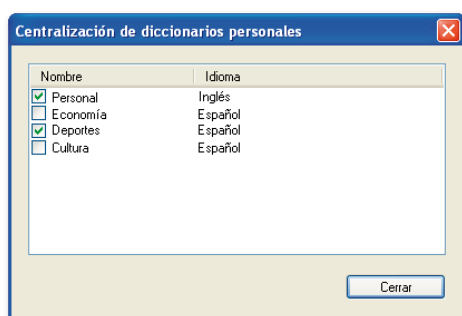 Centralización de diccionarios personales
Nombre Idioma
Personal Inglés
Economía Español
Deportes Español
Cultura Español
Cerrar